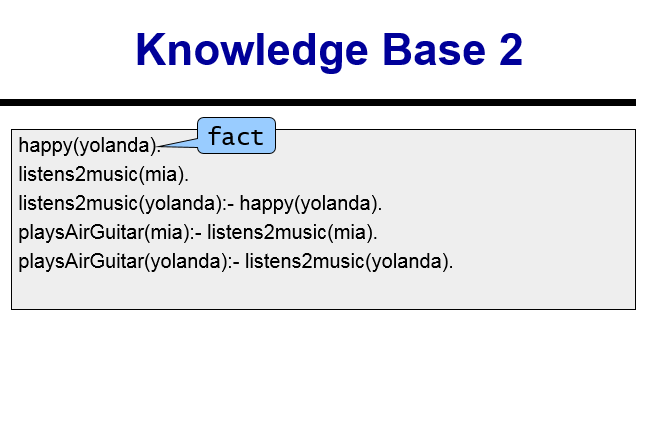 Knowledge Base 2
happy(yolanda).
fact
listens2music(mia).
listens2music(yolanda):- happy(yolanda).
playsAirGuitar(mia):- listens2music(mia).
playsAirGuitar(yolanda):- listens2music(yolanda).